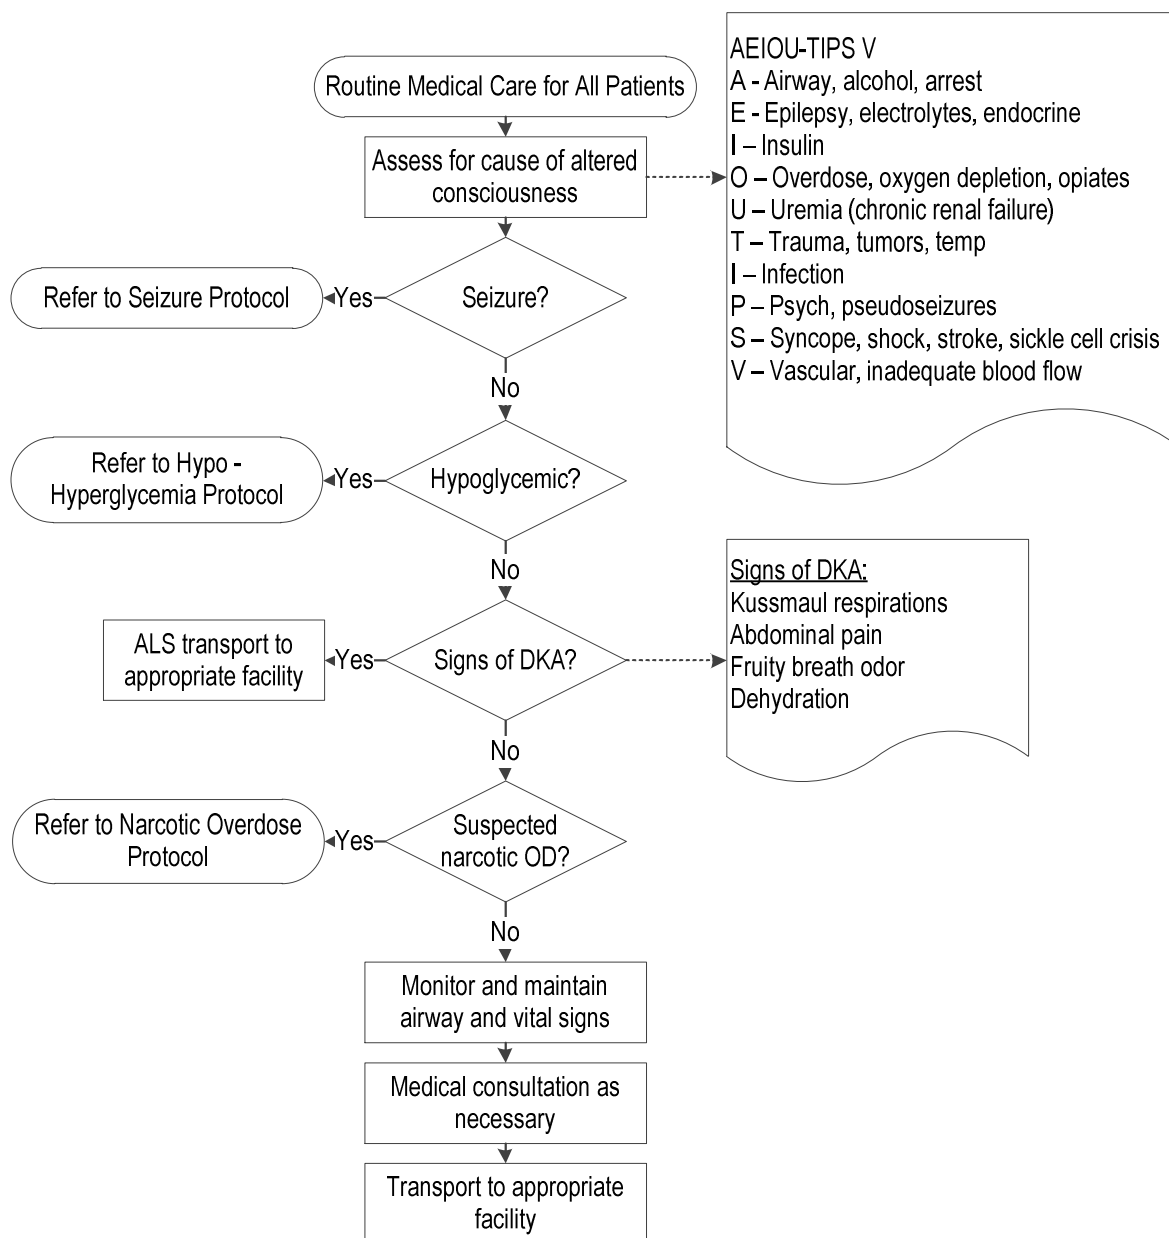 Routine Medical Care for All Patients
Assess for cause of altered
consciousness
AEIOU-TIPS V
A - Airway, alcohol, arrest
E - Epilepsy, electrolytes, endocrine
I – Insulin
O – Overdose, oxygen depletion, opiates
U – Uremia (chronic renal failure)
T – Trauma, tumors, temp
I – Infection
P – Psych, pseudoseizures
S – Syncope, shock, stroke, sickle cell crisis
V – Vascular, inadequate blood flow
Seizure?
Yes
Refer to Seizure Protocol
No
Hypoglycemic?
Yes
Refer to Hypo -
Hyperglycemia Protocol
No
Signs of DKA?
Yes
ALS transport to
appropriate facility
Signs of DKA:
Kussmaul respirations
Abdominal pain
Fruity breath odor
Dehydration
No
Suspected
narcotic OD?
Yes
Refer to Narcotic Overdose
Protocol
No
Monitor and maintain
airway and vital signs
Medical consultation as
necessary
Transport to appropriate
facility